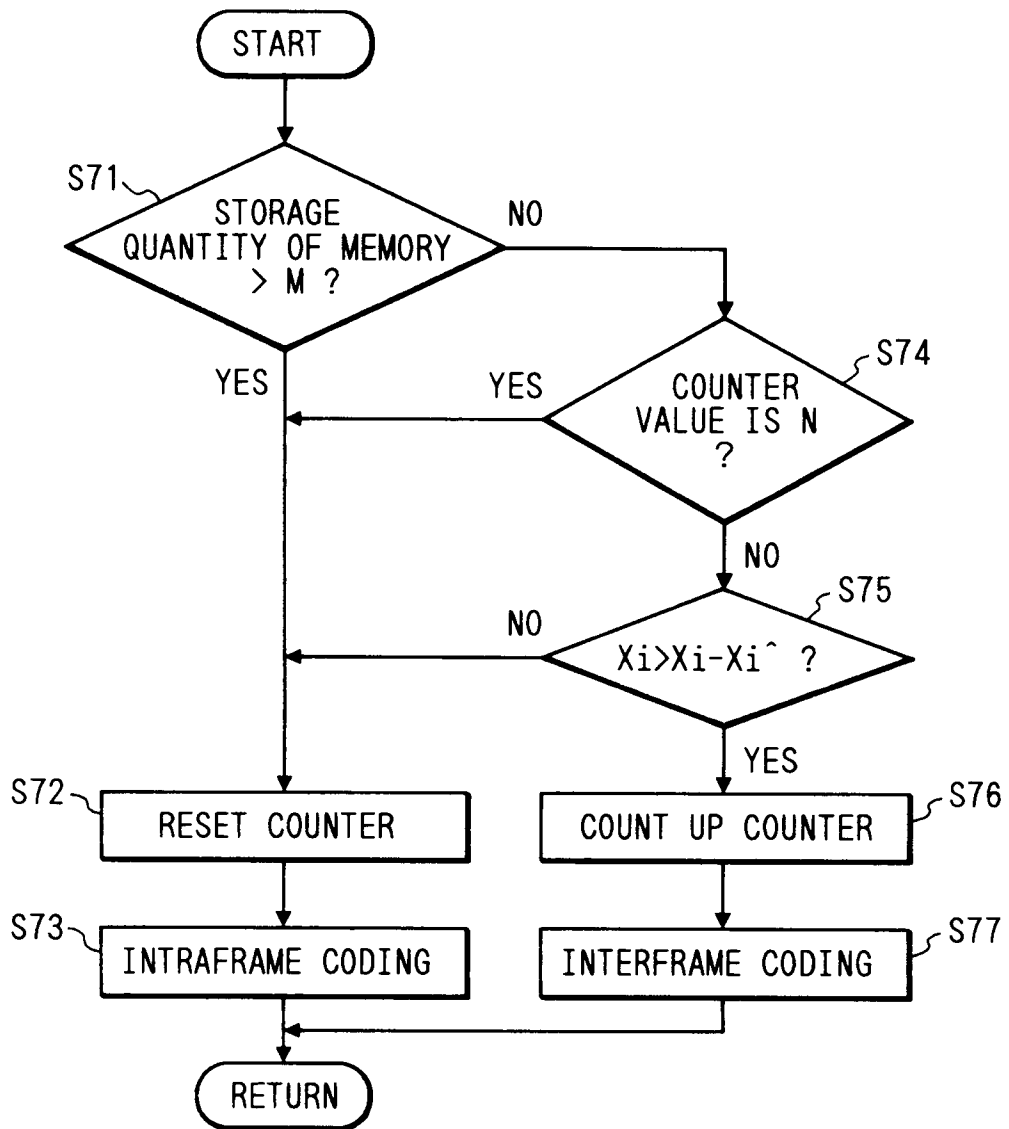 START
S71
STORAGE
QUANTITY OF MEMORY
> M ?
NO
YES
S74
COUNTER
VALUE IS N
?
YES
NO
S75
Xi>Xi-Xi^ ?
NO
YES
S72
RESET COUNTER
S76
COUNT UP COUNTER
S73
INTRAFRAME CODING
S77
INTERFRAME CODING
RETURN